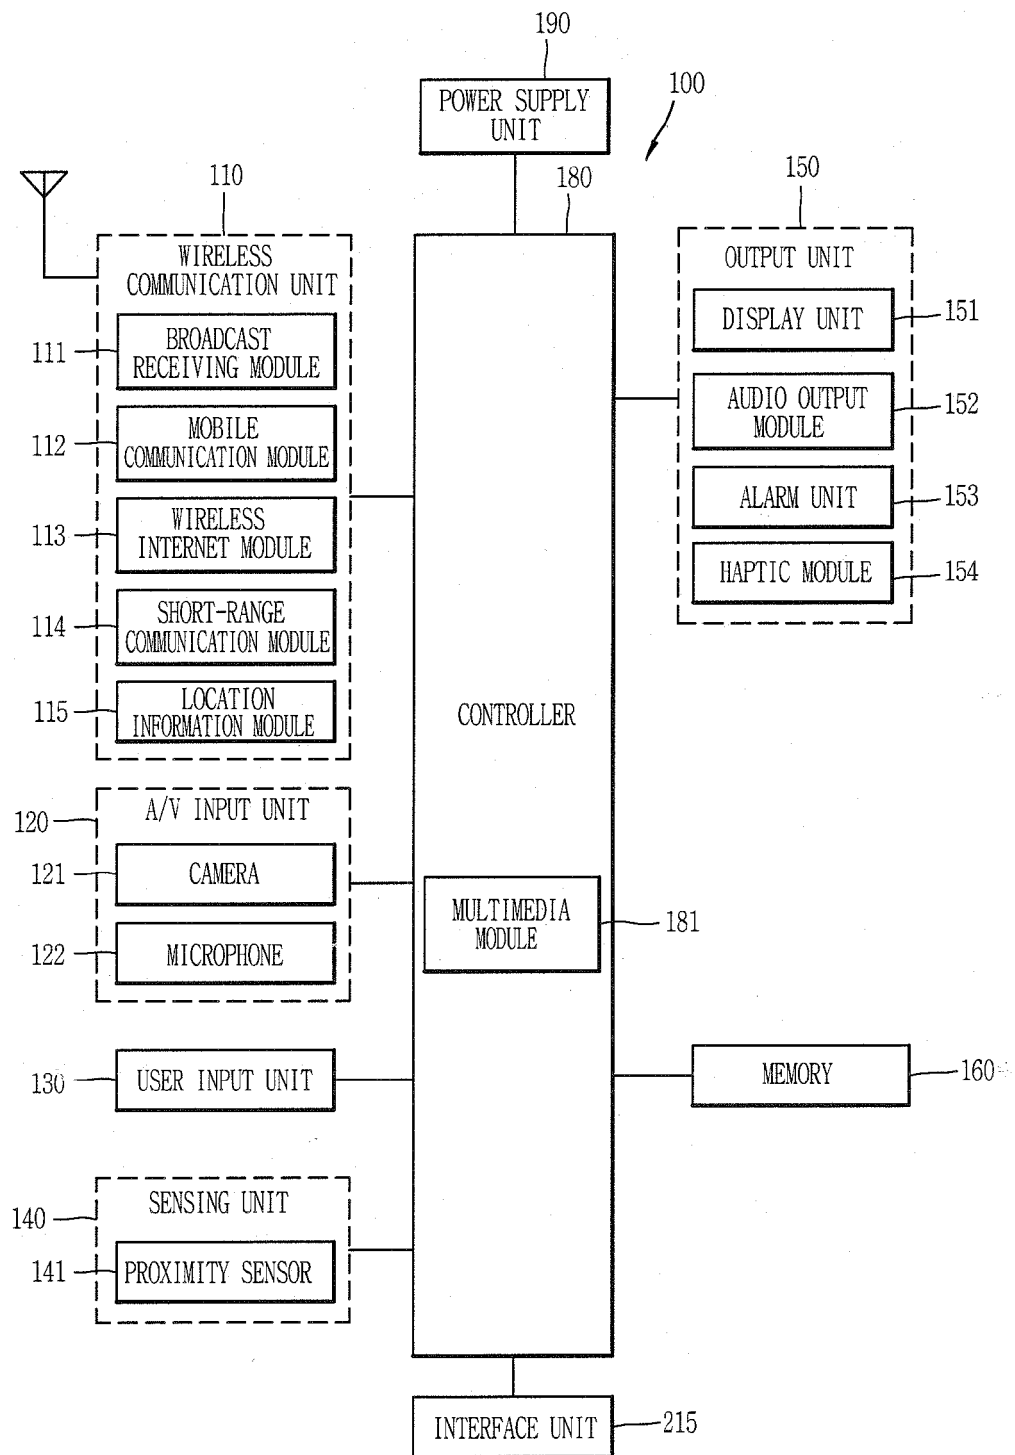 190
POWER SUPPLY
UNIT
100
110
180
150
WIRELESS
COMMUNICATION UNIT
111
BROADCAST
RECEIVING MODULE
112
MOBILE
COMMUNICATION MODULE
113
WIRELESS
INTERNET MODULE
114
SHORT-RANGE
COMMUNICATION MODULE
115
LOCATION
INFORMATION MODULE
120
A/V INPUT UNIT
121
CAMERA
122
MICROPHONE
130
USER INPUT UNIT
140
SENSING UNIT
141
PROXIMITY SENSOR
CONTROLLER
MULTIMEDIA
MODULE
181
OUTPUT UNIT
DISPLAY UNIT
151
AUDIO OUTPUT
MODULE
152
ALARM UNIT
153
HAPTIC MODULE
154
MEMORY
160
INTERFACE UNIT
215